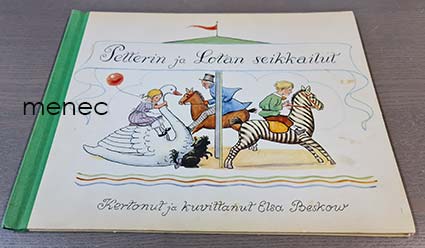 Petterin ja Lotan seikkailut
menec
Kertonut ja kuvittanut Elsa Beskow